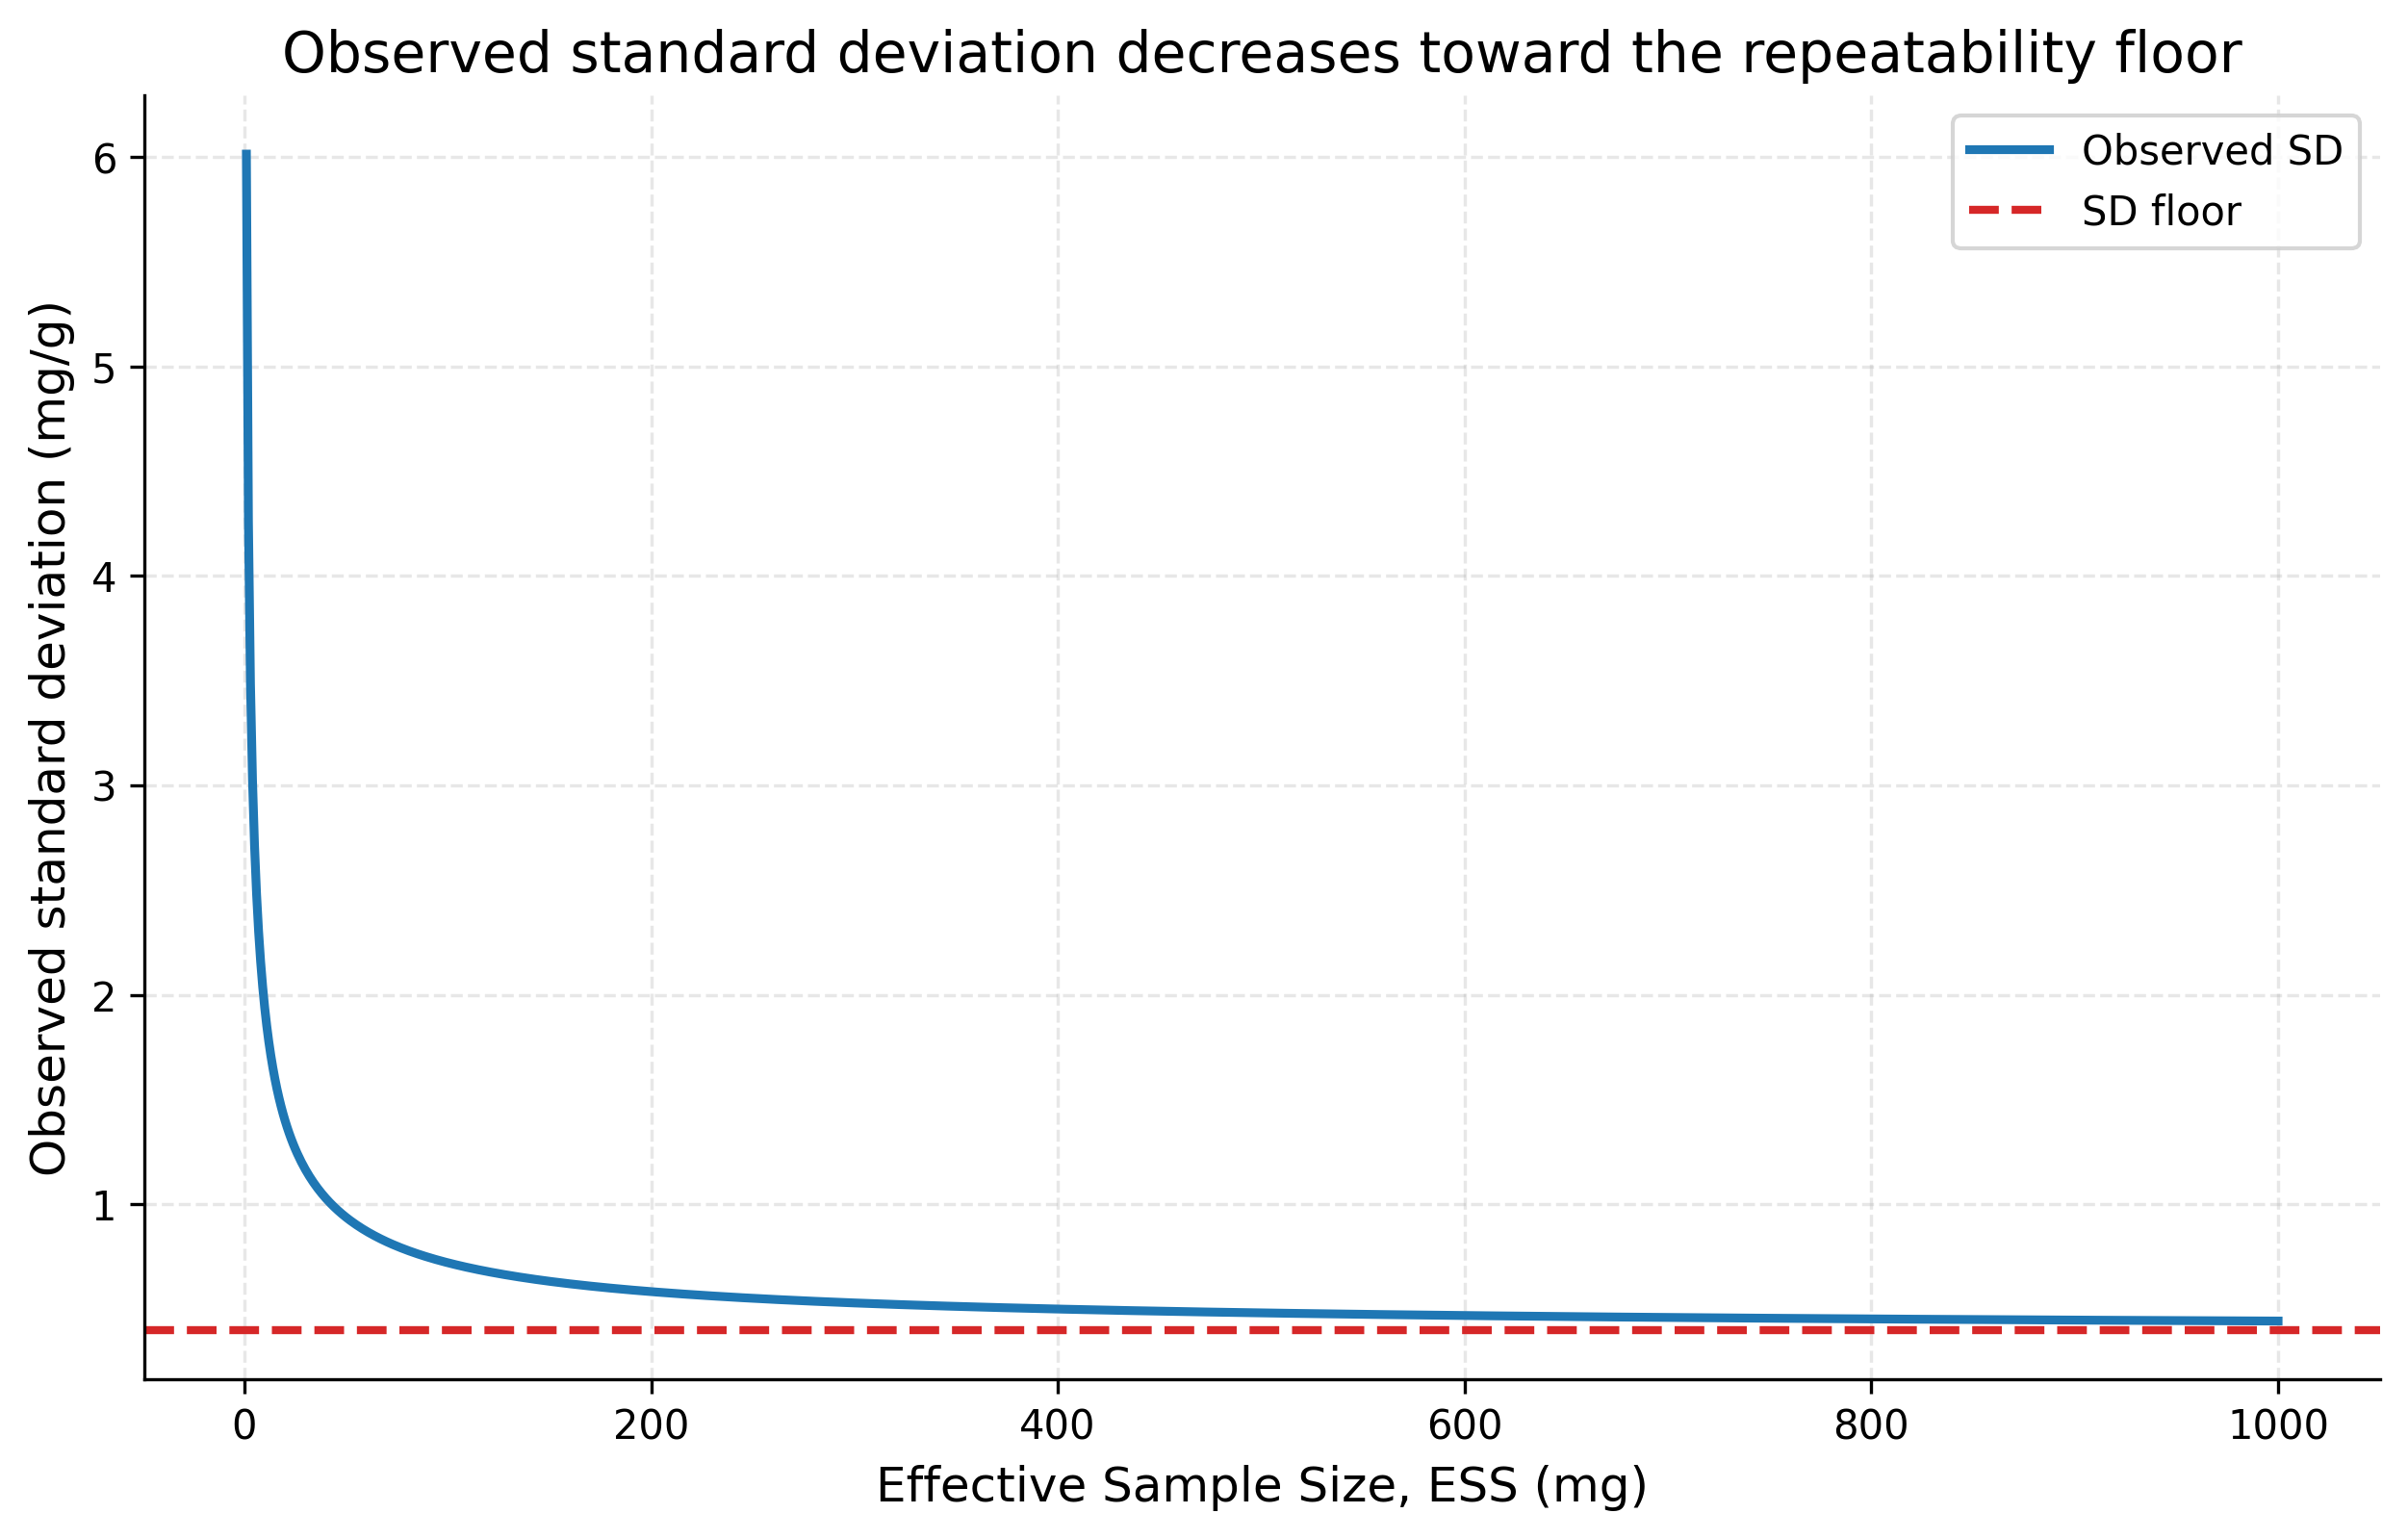 Observed standard deviation decreases toward the repeatability floor
Observed SD
SD floor
Observed standard deviation (mg/g)
6
5
4
3
2
1
0
200
400
600
800
1000
Effective Sample Size, ESS (mg)